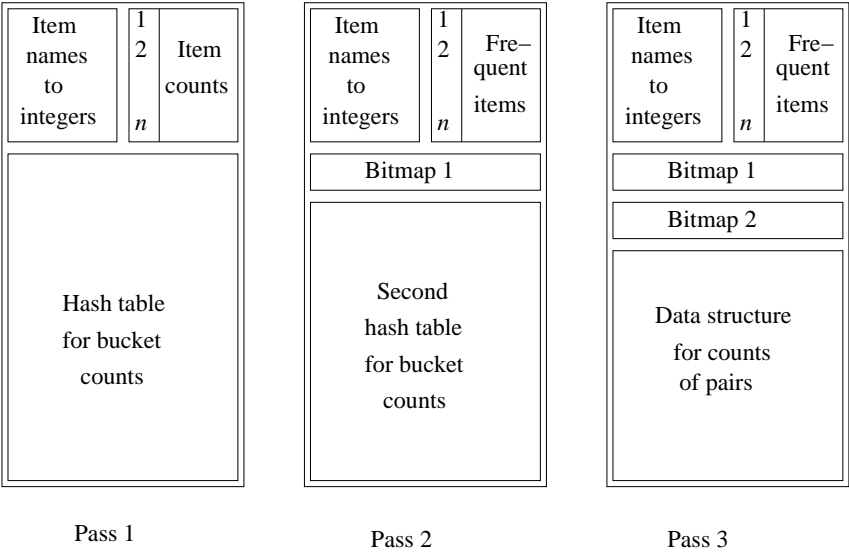 Item
names
to
integers
1
2
n
Item
counts
Hash table
for bucket
counts
Pass 1
Item
names
to
integers
1
2
n
Fre–
quent
items
Bitmap 1
Second
hash table
for bucket
counts
Pass 2
Item
names
to
integers
1
2
n
Fre–
quent
items
Bitmap 1
Bitmap 2
Data structure
for counts
of pairs
Pass 3